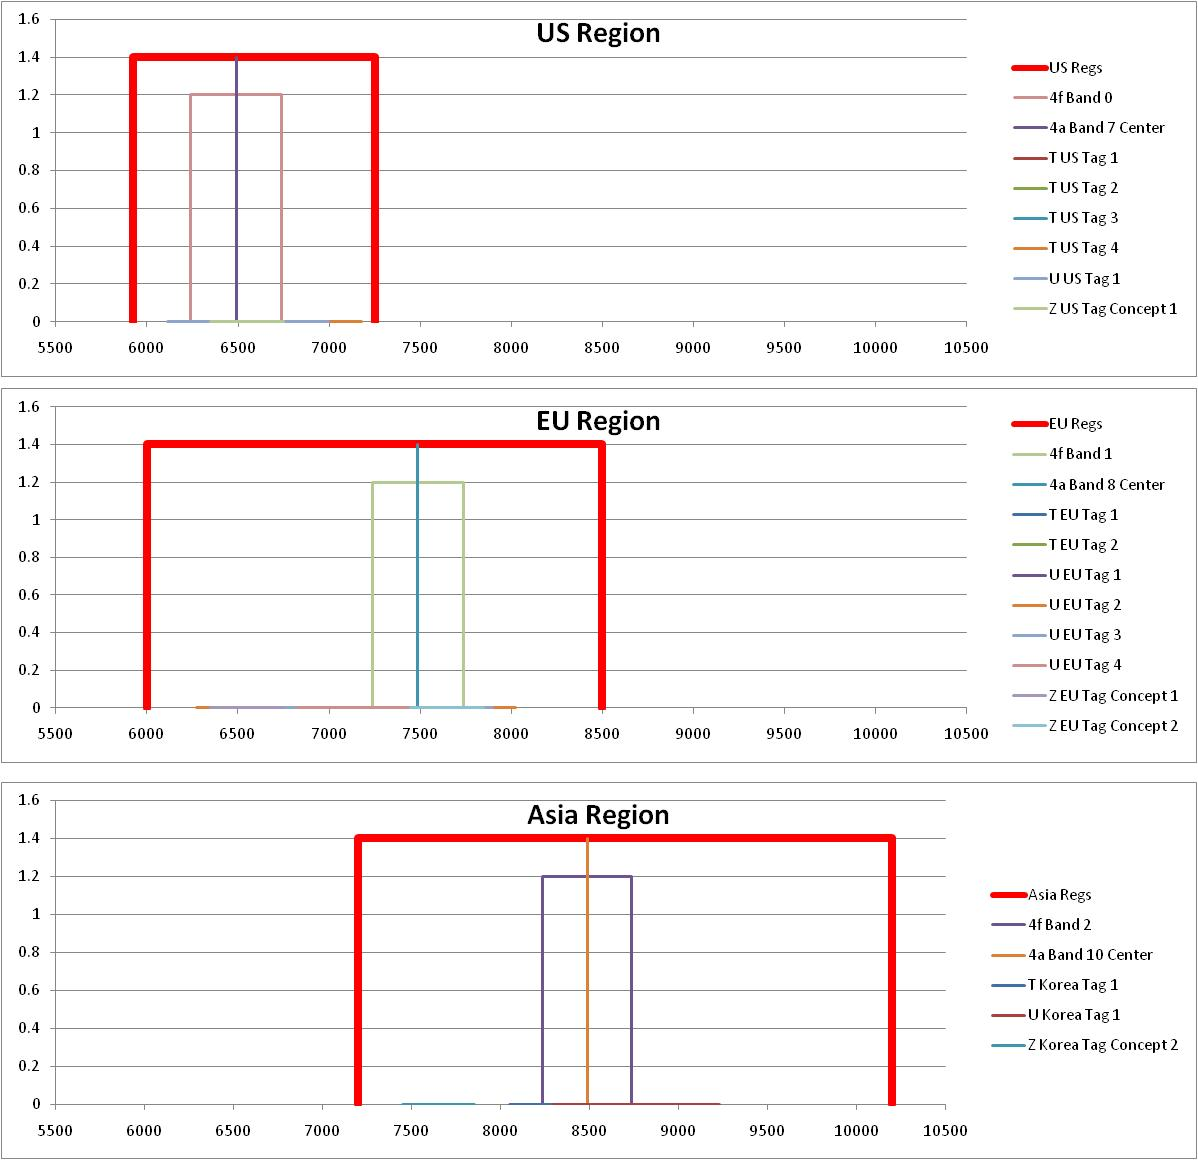 US Region
1.6
1.4
1.2
1
0.8
0.6
0.4
0.2
0
5500 6000 6500 7000 7500 8000 8500 9000 9500 10000 10500
US Regs
4f Band 0
4a Band 7 Center
T US Tag 1
T US Tag 2
T US Tag 3
T US Tag 4
U US Tag 1
Z US Tag Concept 1
EU Region
1.6
1.4
1.2
1
0.8
0.6
0.4
0.2
0
5500 6000 6500 7000 7500 8000 8500 9000 9500 10000 10500
EU Regs
4f Band 1
4a Band 8 Center
T EU Tag 1
T EU Tag 2
U EU Tag 1
U EU Tag 2
U EU Tag 3
U EU Tag 4
Z EU Tag Concept 1
Z EU Tag Concept 2
Asia Region
1.6
1.4
1.2
1
0.8
0.6
0.4
0.2
0
5500 6000 6500 7000 7500 8000 8500 9000 9500 10000 10500
Asia Regs
4f Band 2
4a Band 10 Center
T Korea Tag 1
U Korea Tag 1
Z Korea Tag Concept 2